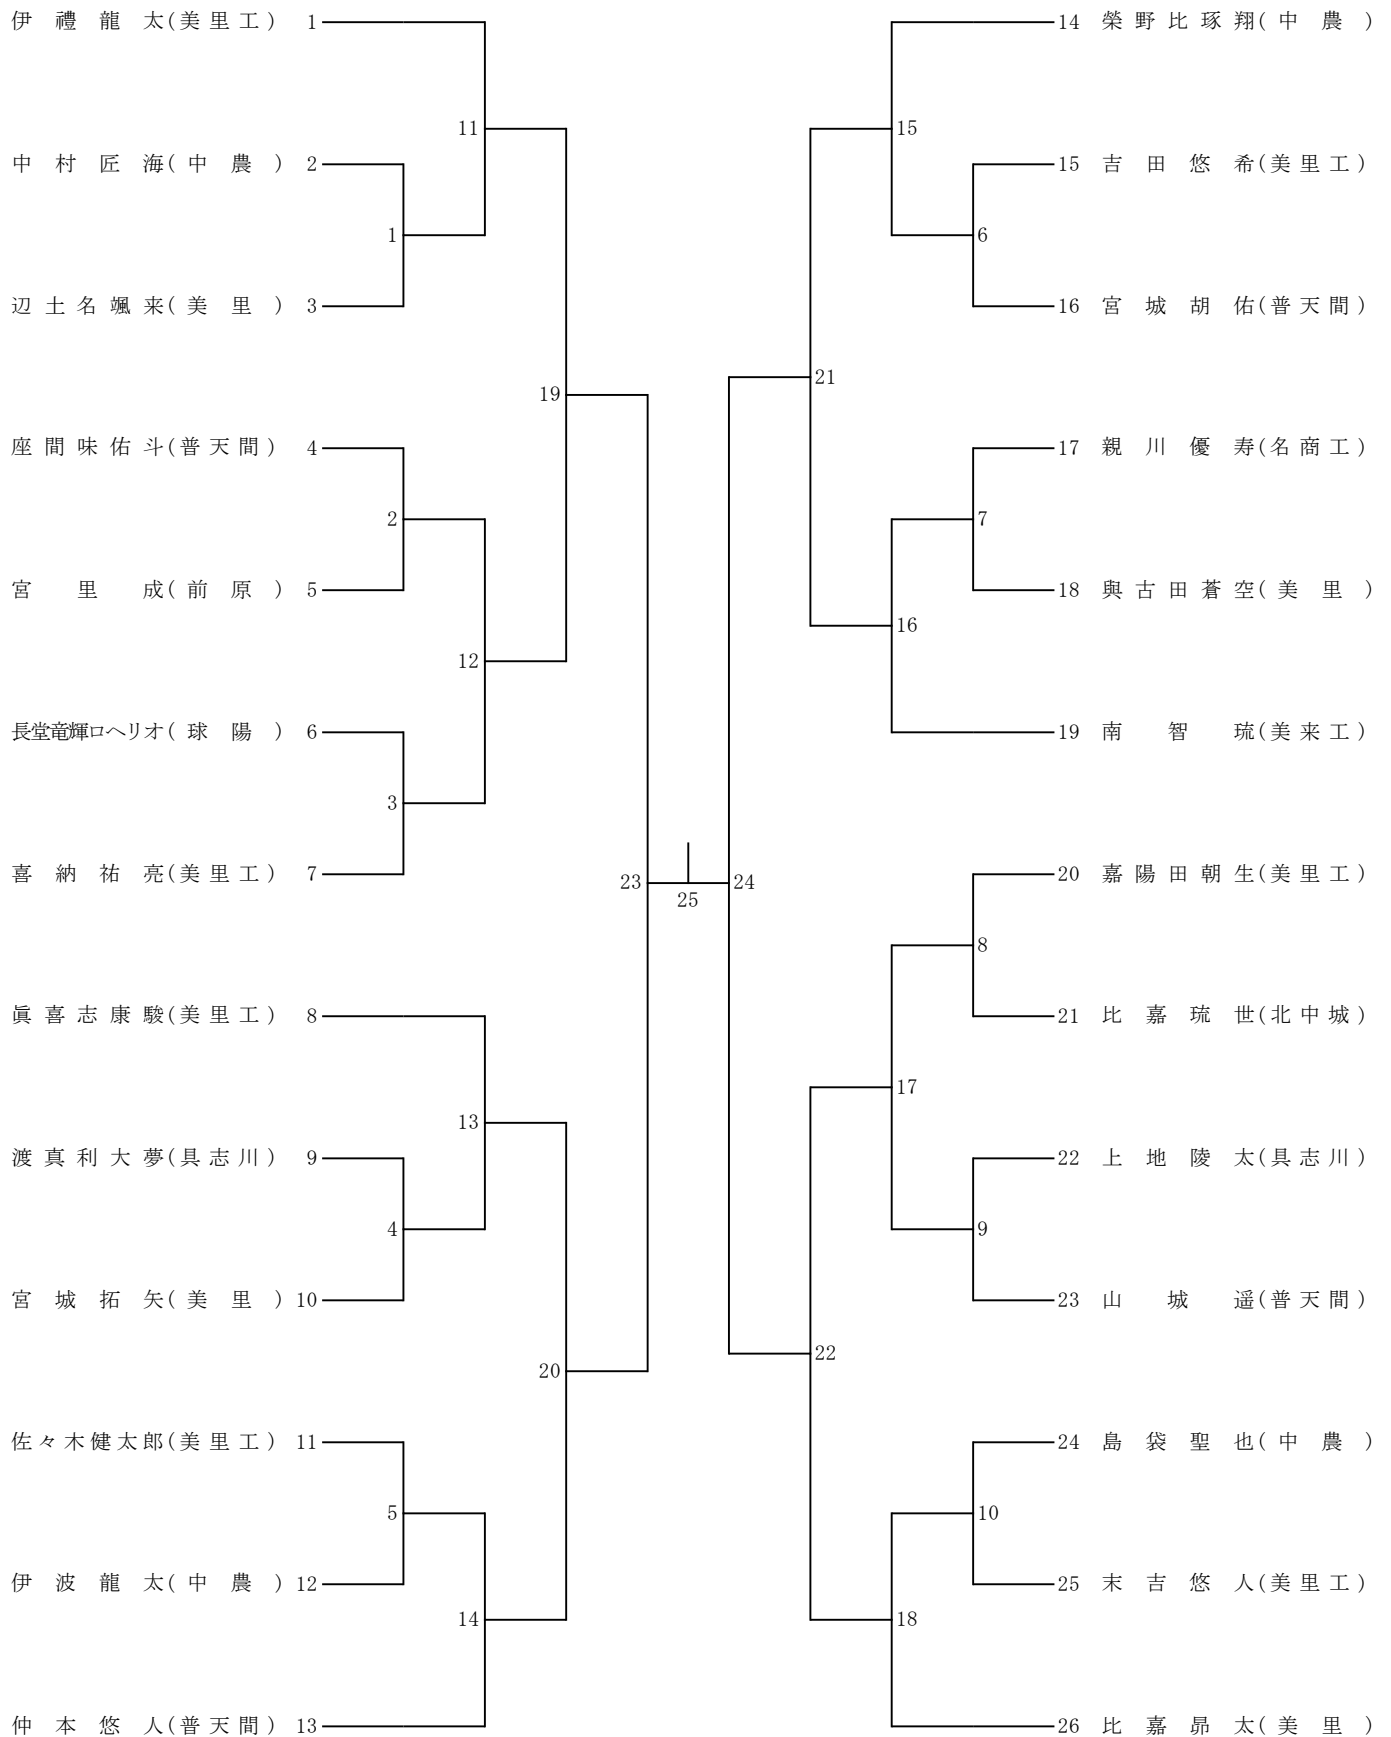 伊禮龍太(美里工) 1
中村匠海(中農) 2
辺土名颯来(美里) 3
座間味佑斗(普天間) 4
宮里成(前原) 5
長堂竜輝ロヘリオ(球陽) 6
喜納祐亮(美里工) 7
眞喜志康駿(美里工) 8
渡真利大夢(具志川) 9
宮城拓矢(美里) 10
佐々木健太郎(美里工) 11
伊波龍太(中農) 12
仲本悠人(普天間) 13
1
2
3
4
5
11
12
13
14
19
20
23
25
24
21
22
15
16
17
18
6
7
8
9
10
14 榮野比琢翔(中農)
15 吉田悠希(美里工)
16 宮城胡佑(普天間)
17 親川優寿(名商工)
18 與古田蒼空(美里)
19 南智琉(美来工)
20 嘉陽田朝生(美里工)
21 比嘉琉世(北中城)
22 上地陵太(具志川)
23 山城遥(普天間)
24 島袋聖也(中農)
25 末吉悠人(美里工)
26 比嘉昴太(美里)